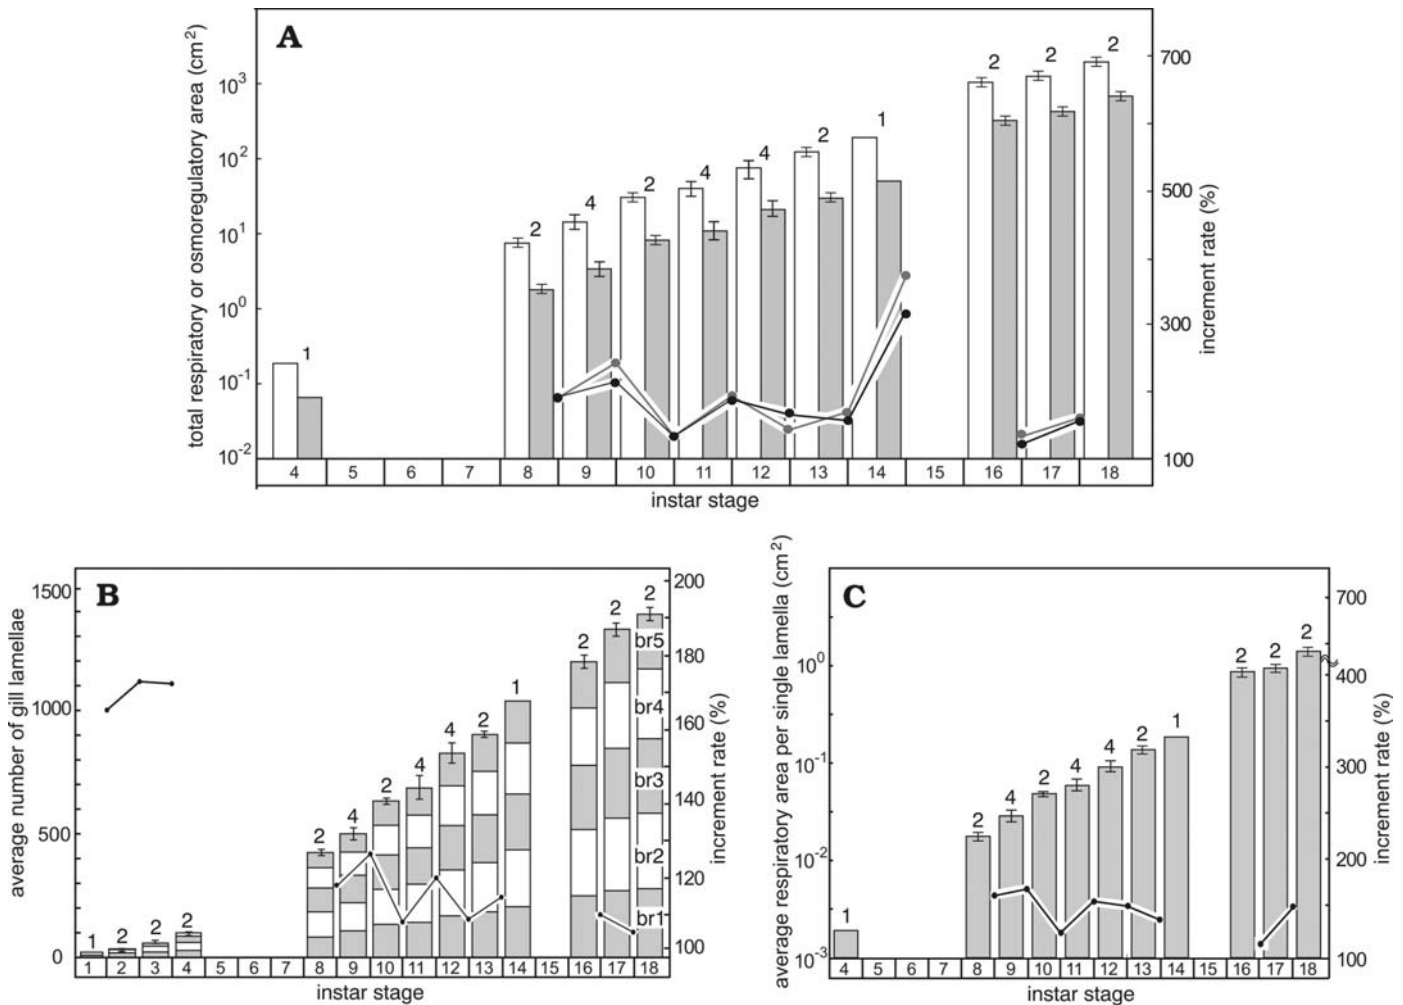 A
total respiratory or osmoregulatory area (cm²)
10³
10²
10¹
10⁰
10⁻¹
10⁻²
1
2
4
2
4
4
2
1
2
2
2
700
500
300
100
increment rate (%)
4 5 6 7 8 9 10 11 12 13 14 15 16 17 18
instar stage
B
average number of gill lamellae
1500
1000
500
0
1 2 2 2 2 4 2 4 4 2 1 2 2 2
br5
br4
br3
br2
br1
200
180
160
140
120
100
increment rate (%)
1 2 3 4 5 6 7 8 9 10 11 12 13 14 15 16 17 18
instar stage
C
average respiratory area per single lamella (cm²)
10⁰
10⁻¹
10⁻²
10⁻³
1 2 4 2 4 4 2 1 2 2 2
700
400
300
200
100
increment rate (%)
4 5 6 7 8 9 10 11 12 13 14 15 16 17 18
instar stage